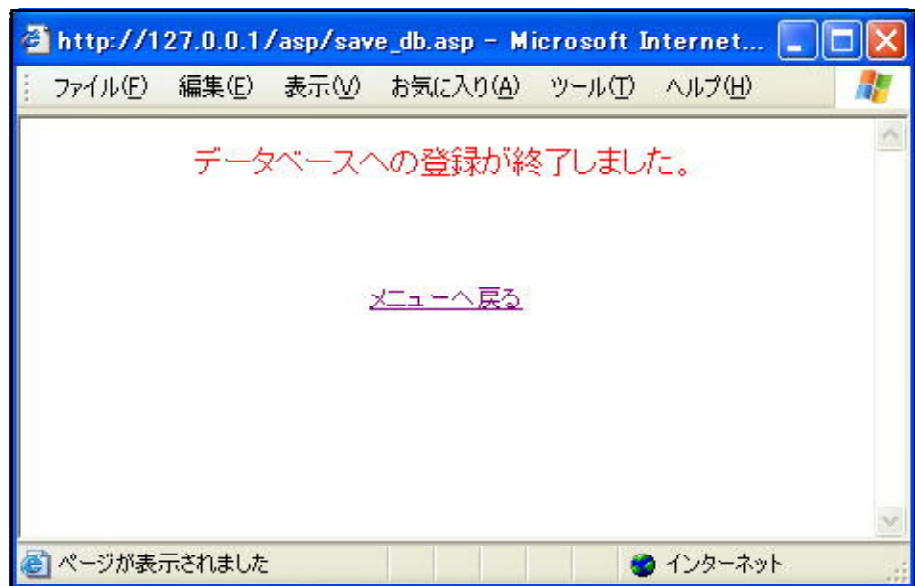 http://127.0.0.1/asp/save_db.asp - Microsoft Internet...
ファイル(F) 編集(E) 表示(V) お気に入り(A) ツール(T) ヘルプ(H)
データベースへの登録が終了しました。
メニューへ戻る
ページが表示されました インターネット